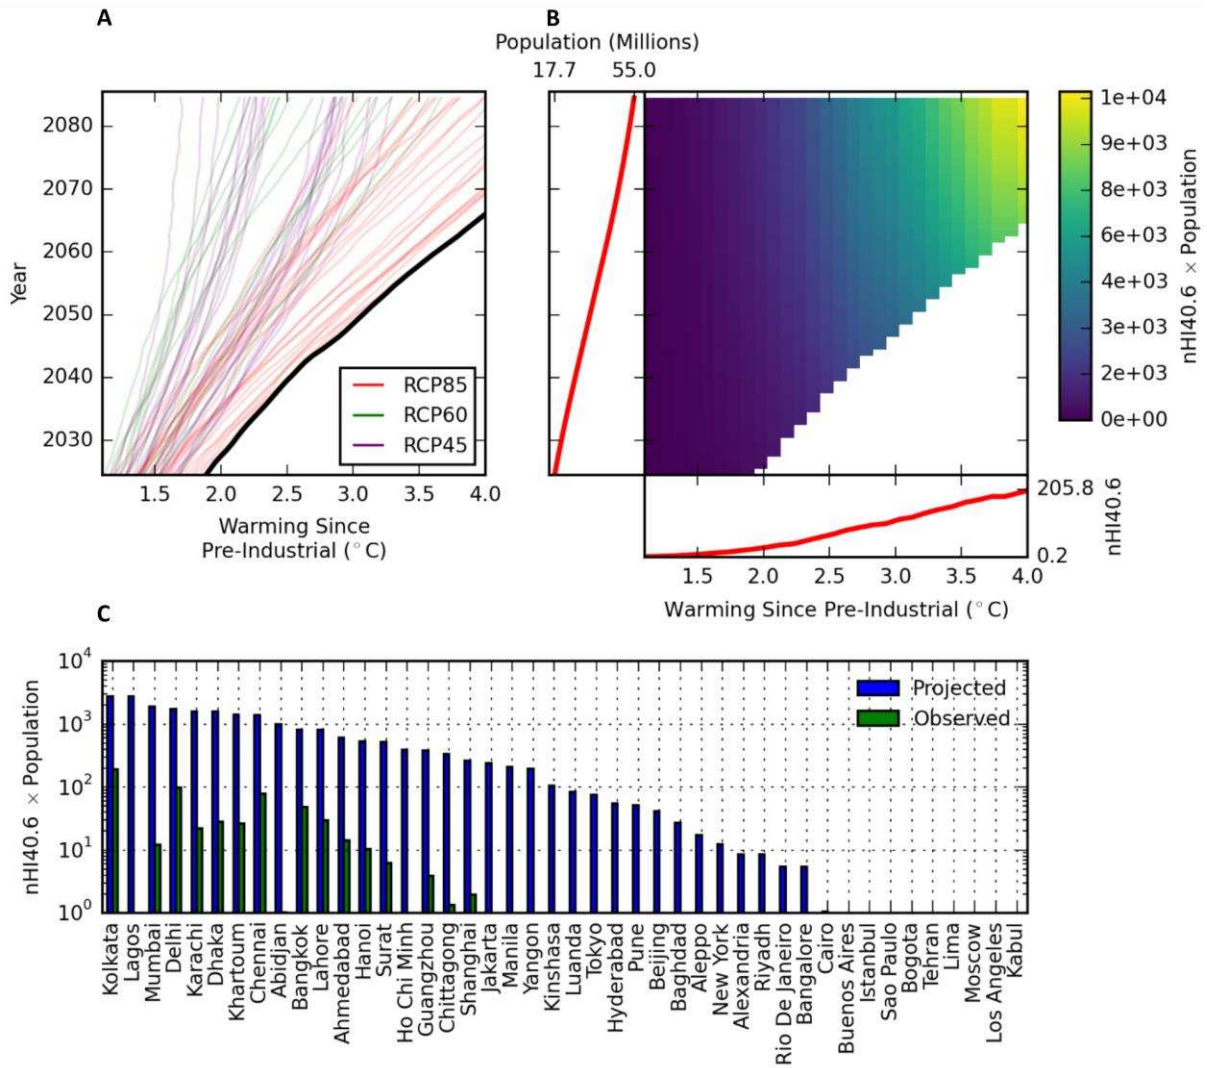 A
2080
2070
2060
2050
2040
2030
Year
RCP85
RCP60
RCP45
1.5 2.0 2.5 3.0 3.5 4.0
Warming Since
Pre-Industrial (°C)
B
Population (Millions)
17.7 55.0
1e+04
9e+03
8e+03
6e+03
4e+03
3e+03
2e+03
0e+00
nHI40.6 × Population
205.8
0.2
nHI40.6
1.5 2.0 2.5 3.0 3.5 4.0
Warming Since Pre-Industrial (°C)
C
10⁴
10³
10²
10¹
10⁰
nHI40.6 × Population
Projected
Observed
Kolkata
Lagos
Mumbai
Delhi
Karachi
Dhaka
Khartoum
Chennai
Abidjan
Bangkok
Lahore
Ahmedabad
Hanoi
Surat
Ho Chi Minh
Guangzhou
Chittagong
Shanghai
Jakarta
Manila
Yangon
Kinshasa
Luanda
Tokyo
Hyderabad
Pune
Beijing
Baghdad
Aleppo
New York
Alexandria
Riyadh
Rio De Janeiro
Bangalore
Cairo
Buenos Aires
Istanbul
Sao Paulo
Bogota
Tehran
Lima
Moscow
Los Angeles
Kabul